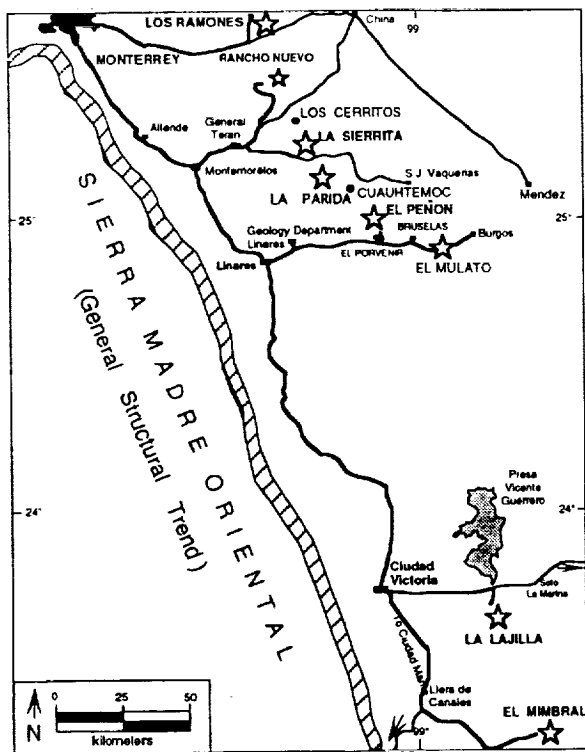 LOS RAMONES
China
99
MONTERREY
RANCHO NUEVO
LOS CERRITOS
General
Teran
LA SIERRITA
Allende
Montemorelos
S.J. Vaquerias
LA PARIDA
CUAUHTEMOC
Mendez
25°
25°
EL PEÑON
Geology Department
Linares
BRUSELAS
Burgos
EL PORVENIR
Linares
EL MULATO
SIERRA MADRE ORIENTAL
(General Structural Trend)
Presa
Vicente
Guerrero
24°
24°
Ciudad
Victoria
Soto
La Marina
LA LAJILLA
To Ciudad Mante
Llera de
Canales
EL MIMBRAL
99°
N
0 25 50
kilometers